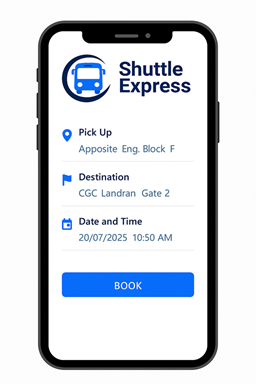 Shuttle
Express
Pick Up
Apposite Eng. Block F
Destination
CGC Landran Gate 2
Date and Time
20/07/2025 10:50 AM
BOOK